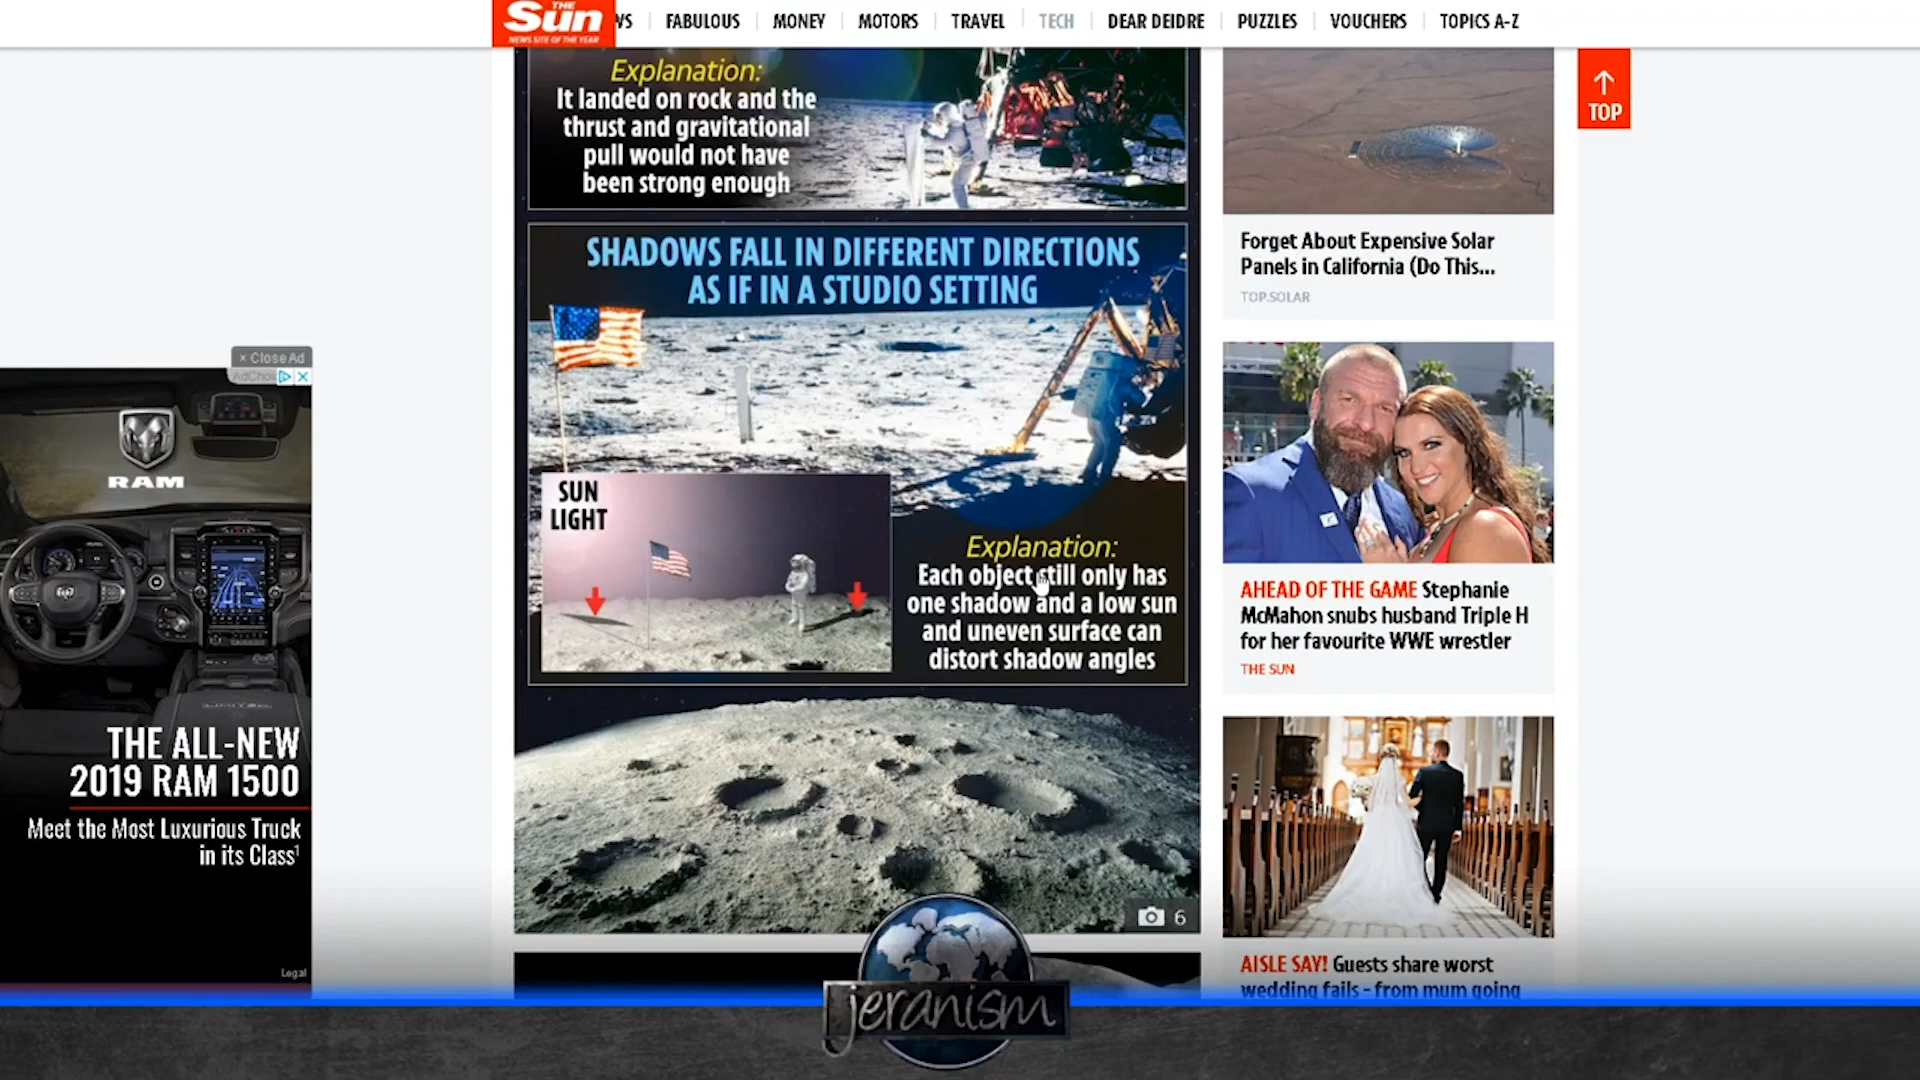 THE
Sun
NEWS SITE OF THE YEAR
WS
FABULOUS
MONEY
MOTORS
TRAVEL
TECH
DEAR DEIDRE
PUZZLES
VOUCHERS
TOPICS A-Z
Explanation:
It landed on rock and the
thrust and gravitational
pull would not have
been strong enough
SHADOWS FALL IN DIFFERENT DIRECTIONS
AS IF IN A STUDIO SETTING
SUN
LIGHT
Explanation:
Each object still only has
one shadow and a low sun
and uneven surface can
distort shadow angles
6
× Close Ad
AdChoi
RAM
THE ALL-NEW
2019 RAM 1500
Meet the Most Luxurious Truck
in its Class1
Legal
Forget About Expensive Solar
Panels in California (Do This...
TOP.SOLAR
AHEAD OF THE GAME Stephanie
McMahon snubs husband Triple H
for her favourite WWE wrestler
THE SUN
AISLE SAY! Guests share worst
wedding fails - from mum going
TOP
jeranism